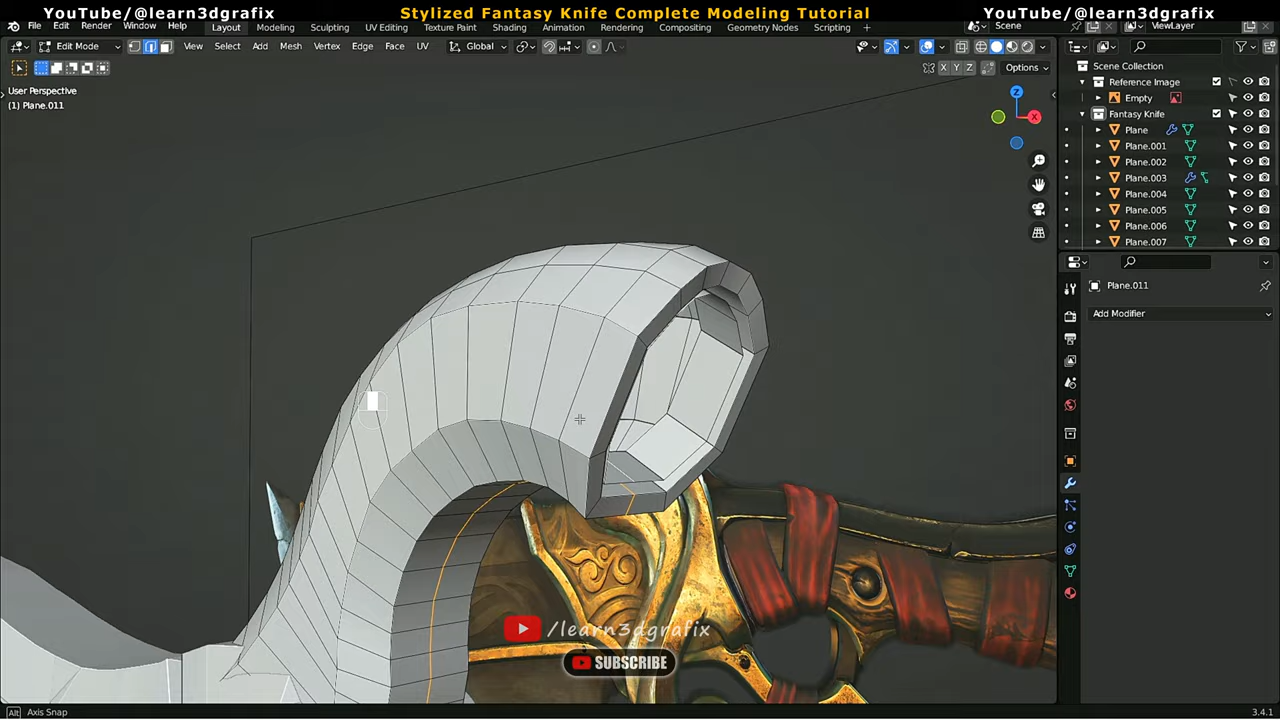 YouTube/@learn3dgrafix
Stylized Fantasy Knife Complete Modeling Tutorial
YouTube/@learn3dgrafix
File Edit Render Window Help Layout Modeling Sculpting UV Editing Texture Paint Shading Animation Rendering Compositing Geometry Nodes Scripting + Scene ViewLayer
Edit Mode View Select Add Mesh Vertex Edge Face UV Global
X Y Z Options
User Perspective
(1) Plane.011
Z
X
Scene Collection
Reference Image
Empty
Fantasy Knife
Plane
Plane.001
Plane.002
Plane.003
Plane.004
Plane.005
Plane.006
Plane.007
Plane.011
Add Modifier
/learn3dgrafix
SUBSCRIBE
Alt Axis Snap
3.4.1